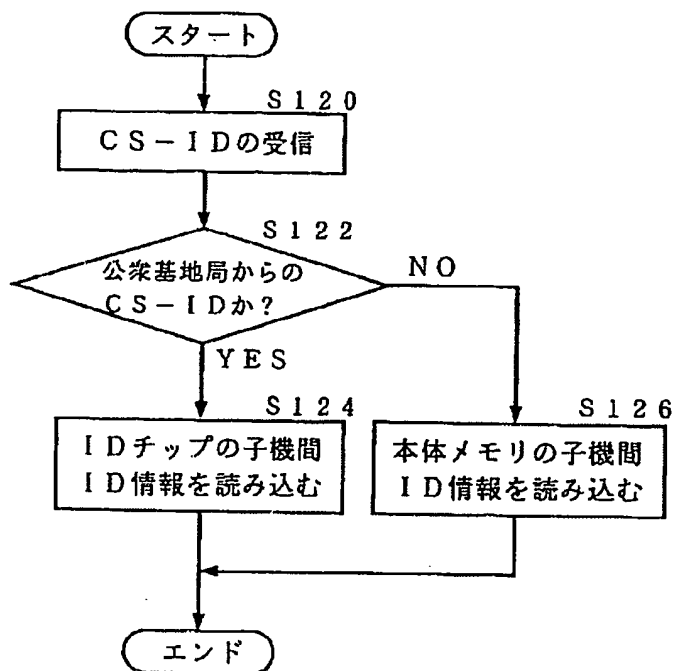 スタート
S120
CS-IDの受信
S122
公衆基地局からの
CS-IDか?
NO
YES
S124
IDチップの子機間
ID情報を読み込む
S126
本体メモリの子機間
ID情報を読み込む
エンド